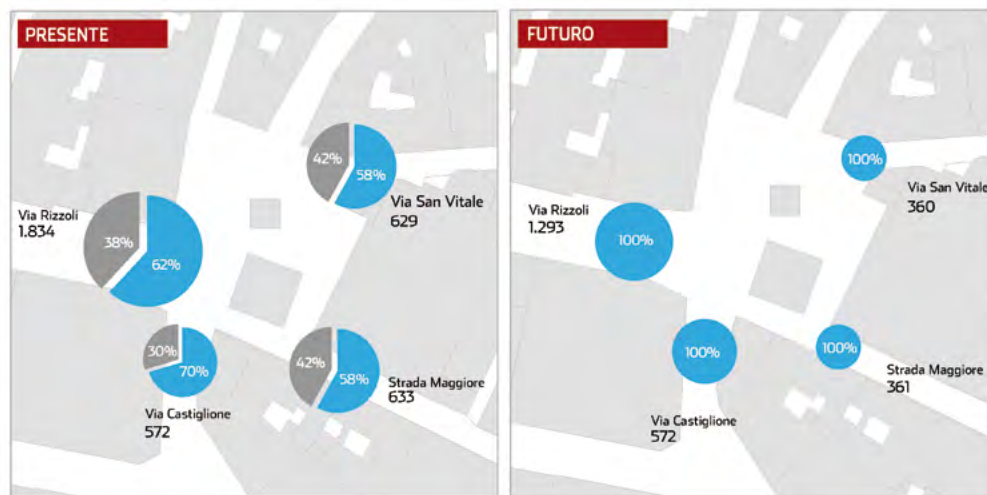 PRESENTE
42%
58%
Via San Vitale
629
Via Rizzoli
1.834
38%
62%
30%
70%
Via Castiglione
572
42%
58%
Strada Maggiore
633
FUTURO
100%
Via San Vitale
360
Via Rizzoli
1.293
100%
100%
Via Castiglione
572
100%
Strada Maggiore
361